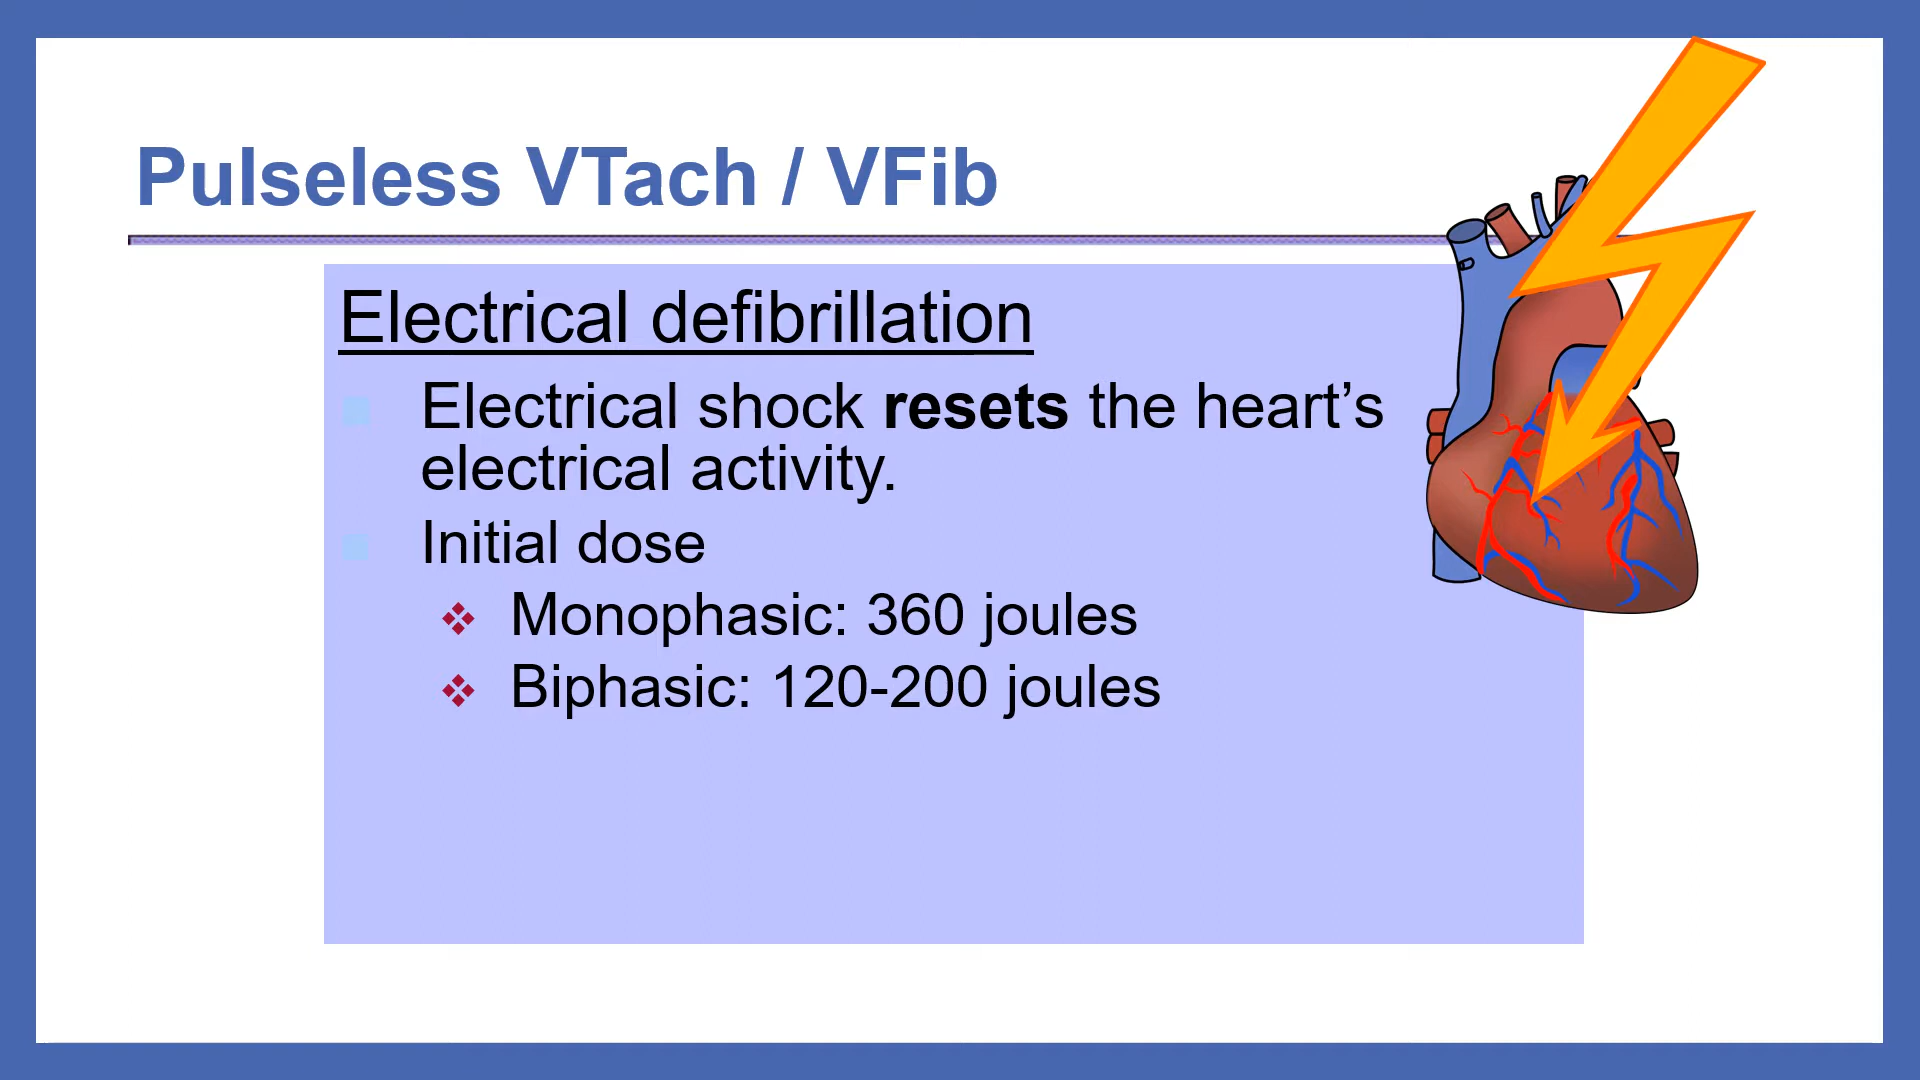 Pulseless VTach / VFib
Electrical defibrillation
Electrical shock resets the heart’s
electrical activity.
Initial dose
Monophasic: 360 joules
Biphasic: 120-200 joules